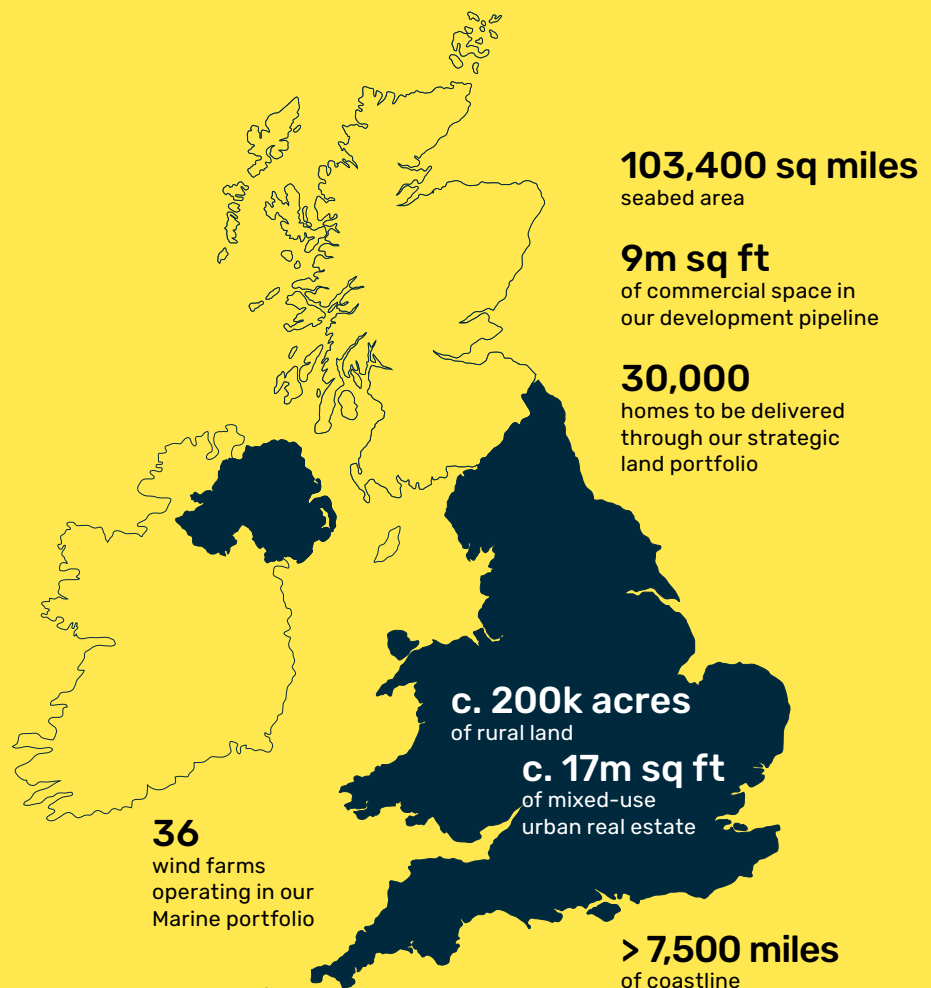 103,400 sq miles
seabed area
9m sq ft
of commercial space in
our development pipeline
30,000
homes to be delivered
through our strategic
land portfolio
c. 200k acres
of rural land
c. 17m sq ft
of mixed-use
urban real estate
36
wind farms
operating in our
Marine portfolio
> 7,500 miles
of coastline